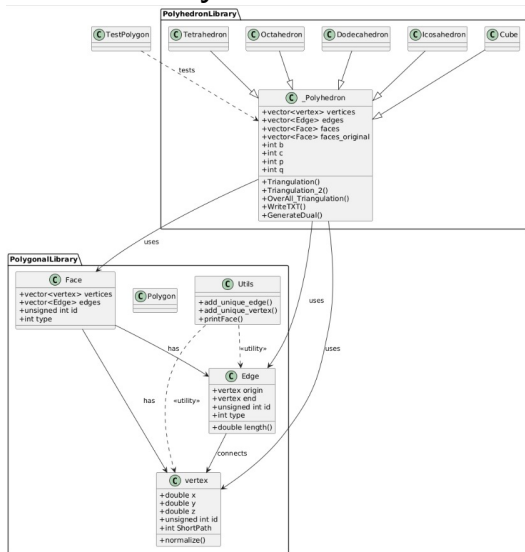 PolyhedronLibrary
C TestPolygon
C Tetrahedron
C Octahedron
C Dodecahedron
C Icosahedron
C Cube
tests
C _Polyhedron
+vector<vertex> vertices
+vector<Edge> edges
+vector<Face> faces
+vector<Face> faces_original
+int b
+int c
+int p
+int q
+Triangulation()
+Triangulation_2()
+OverAll_Triangulation()
+WriteTXT()
+GenerateDual()
uses
PolygonalLibrary
C Face
+vector<vertex> vertices
+vector<Edge> edges
+unsigned int id
+int type
C Polygon
C Utils
+add_unique_edge()
+add_unique_vertex()
+printFace()
uses
has
«utility»
uses
C Edge
+vertex origin
+vertex end
+unsigned int id
+int type
+double length()
has
«utility»
connects
C vertex
+double x
+double y
+double z
+unsigned int id
+int ShortPath
+normalize()